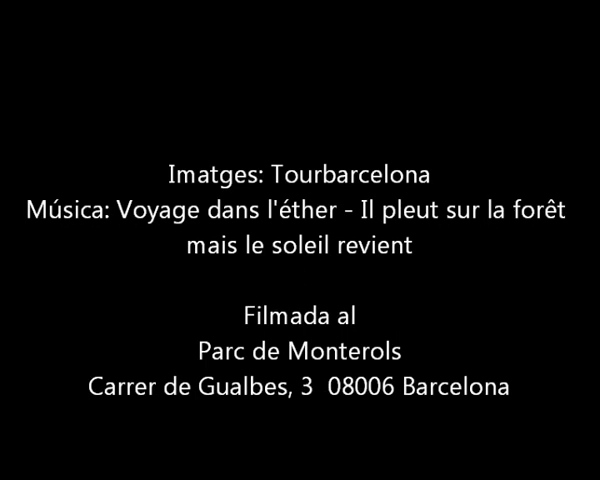 Imatges: Tourbarcelona
Música: Voyage dans l'éther - Il pleut sur la forêt
mais le soleil revient
Filmada al
Parc de Monterols
Carrer de Gualbes, 3  08006 Barcelona